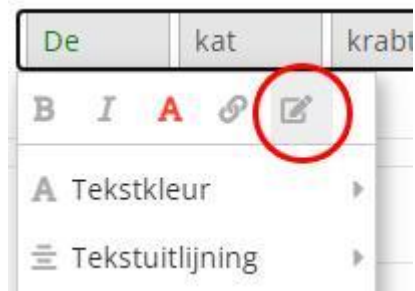 De kat krabt
B I A
A Tekstkleur
Tekstuitlijning